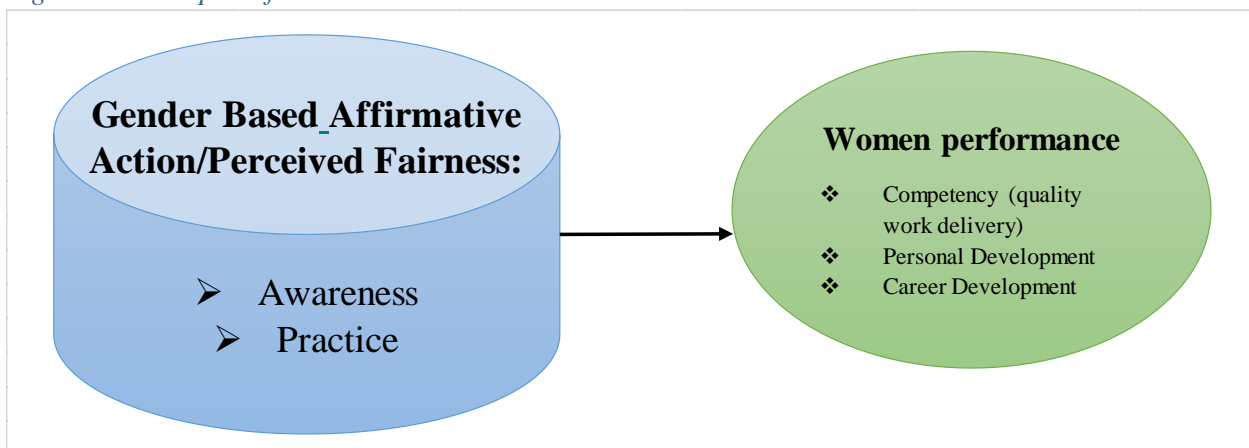 Gender Based Affirmative
Action/Perceived Fairness:
➢ Awareness
➢ Practice
Women performance
❖ Competency (quality
work delivery)
❖ Personal Development
❖ Career Development